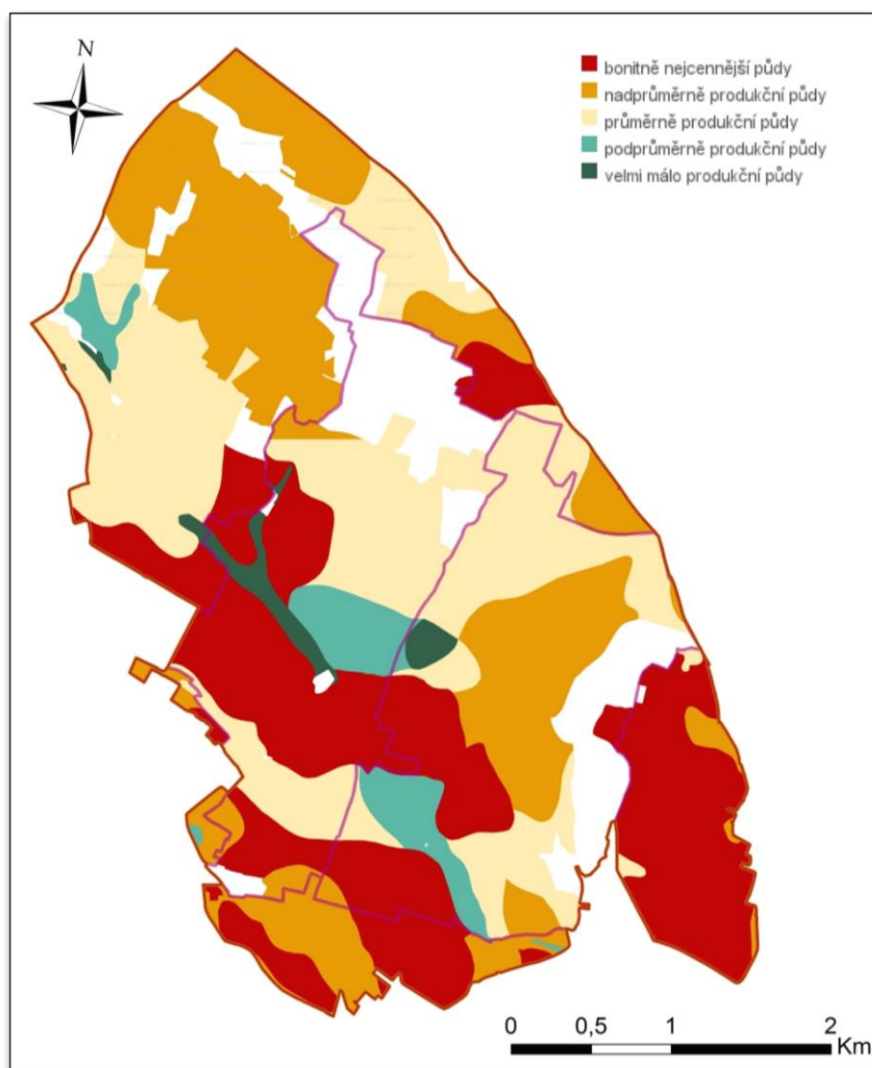 N
bonitně nejcennější půdy
nadprůměrně produkční půdy
průměrně produkční půdy
podprůměrně produkční půdy
velmi málo produkční půdy
0 0,5 1 2
Km